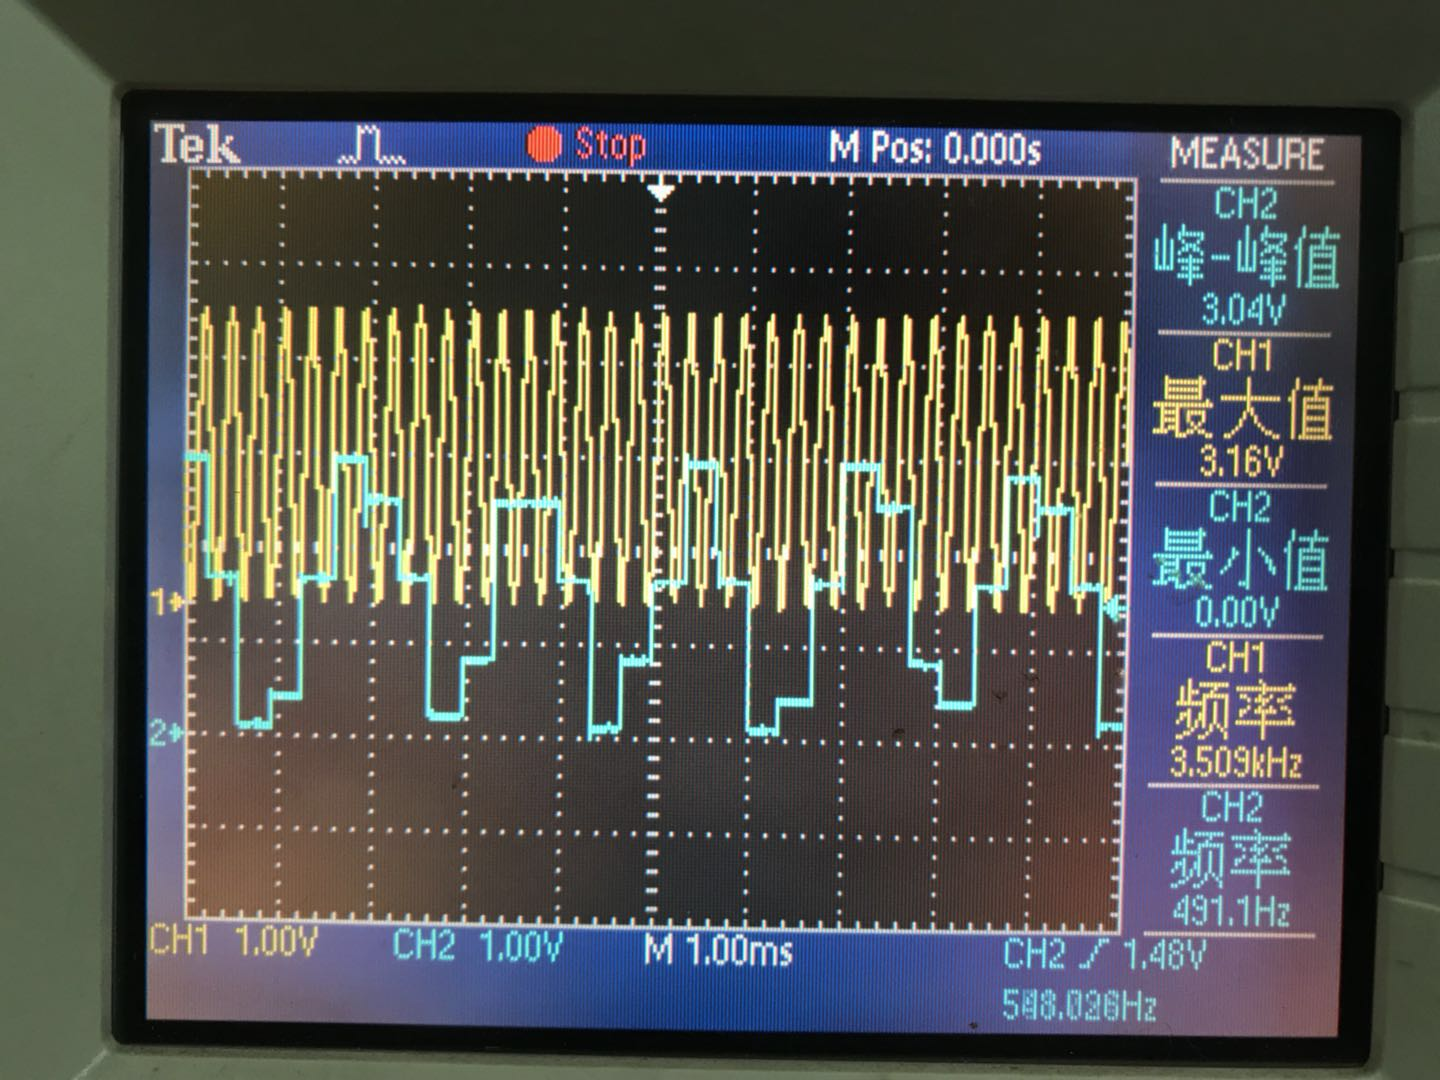 Tek Stop M Pos: 0.000s MEASURE
CH2
峰-峰值
3.04V
CH1
最大值
3.16V
CH2
最小值
0.00V
CH1
频率
3.509kHz
CH2
频率
491.1Hz
1
2
CH1 1.00V CH2 1.00V M 1.00ms CH2 1.48V